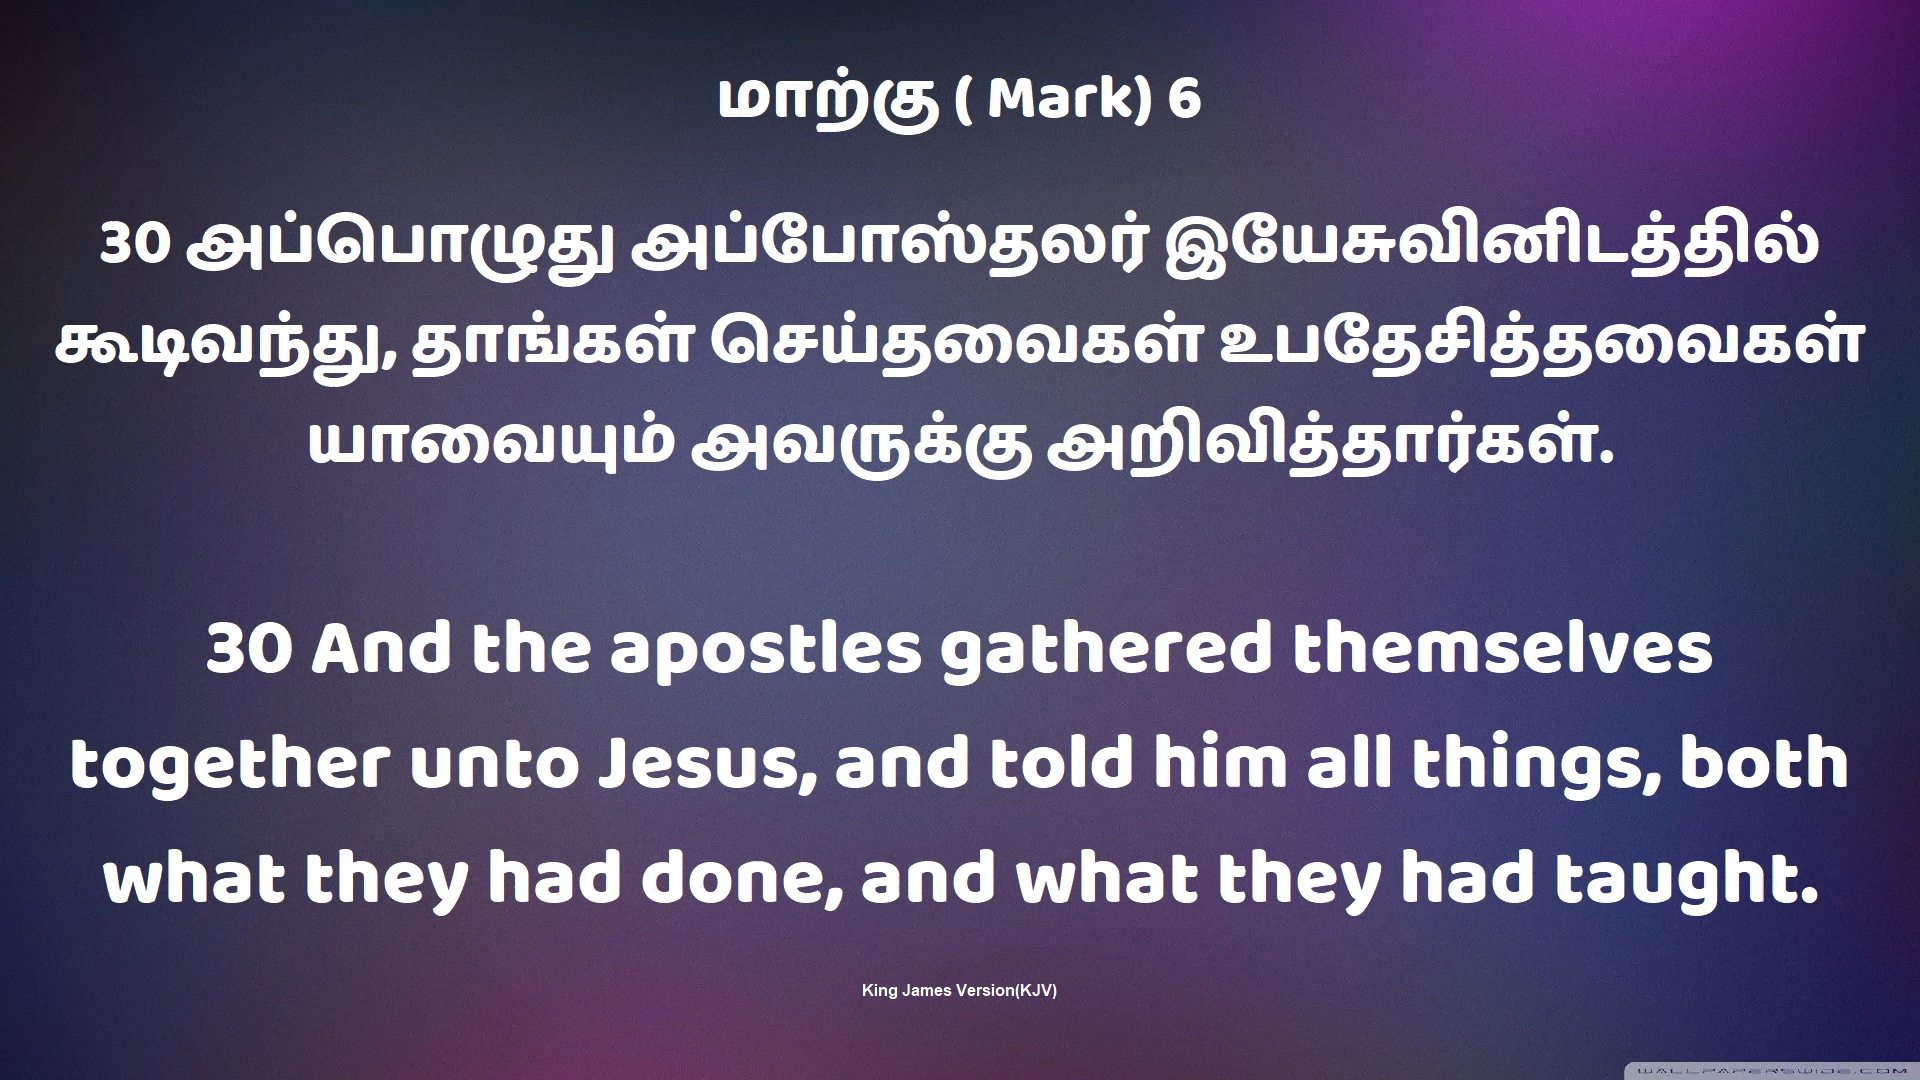 மாற்கு ( Mark) 6
30 அப்பொழுது அப்போஸ்தலர் இயேசுவினிடத்தில்
கூடிவந்து, தாங்கள் செய்தவைகள் உபதேசித்தவைகள்
யாவையும் அவருக்கு அறிவித்தார்கள்.
30 And the apostles gathered themselves
together unto Jesus, and told him all things, both
what they had done, and what they had taught.
King James Version(KJV)
WALLPAPERSWIDE.COM